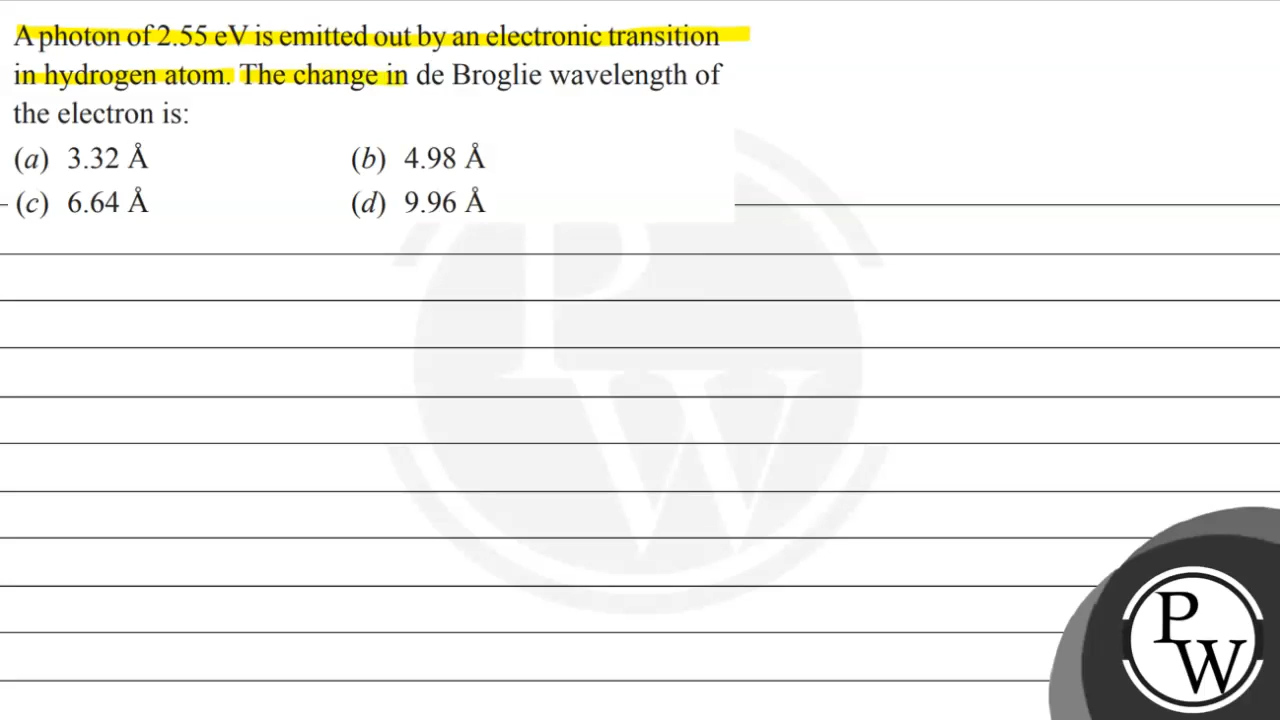 A photon of 2.55 eV is emitted out by an electronic transition
in hydrogen atom. The change in de Broglie wavelength of
the electron is:
(a) 3.32 Å (b) 4.98 Å
(c) 6.64 Å (d) 9.96 Å
P
W
P
W